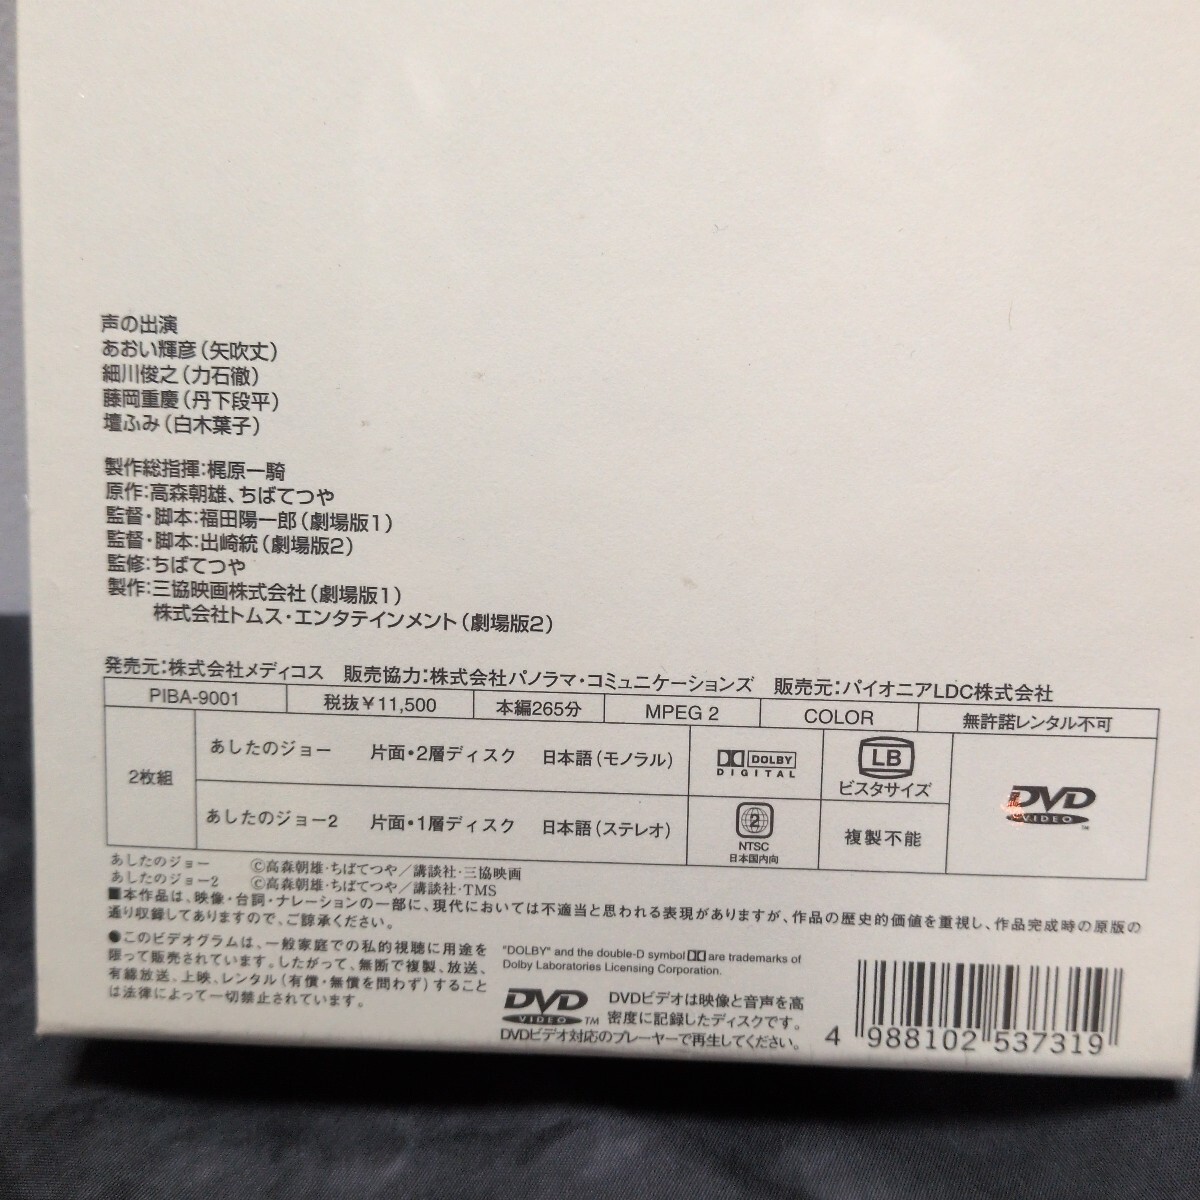 声の出演
あおい輝彦(矢吹丈)
細川俊之(力石徹)
藤岡重慶(丹下段平)
壇ふみ(白木葉子)
製作総指揮:梶原一騎
原作:高森朝雄、ちばてつや
監督・脚本:福田陽一郎(劇場版1)
監督・脚本:出崎統(劇場版2)
監修:ちばてつや
製作:三協映画株式会社(劇場版1)
株式会社トムス・エンタテインメント(劇場版2)
発売元:株式会社メディコス 販売協力:株式会社パノラマ・コミュニケーションズ 販売元:パイオニアLDC株式会社
PIBA-9001 税抜¥11,500 本編265分 MPEG 2 COLOR 無許諾レンタル不可
2枚組
あしたのジョー 片面・2層ディスク 日本語(モノラル)
DOLBY
DIGITAL
LB
ビスタサイズ
DVD
VIDEO
TM
あしたのジョー2 片面・1層ディスク 日本語(ステレオ)
2
NTSC
日本国内向
複製不能
あしたのジョー ©高森朝雄・ちばてつや/講談社・三協映画
あしたのジョー2 ©高森朝雄・ちばてつや/講談社・TMS
■本作品は、映像・台詞・ナレーションの一部に、現代においては不適当と思われる表現がありますが、作品の歴史的価値を重視し、作品完成時の原版の
通り収録してありますので、ご諒承ください。
●このビデオグラムは、一般家庭での私的視聴に用途を
限って販売されています。したがって、無断で複製、放送、
有線放送、上映、レンタル(有償・無償を問わず)すること
は法律によって一切禁止されています。
"DOLBY" and the double-D symbol are trademarks of
Dolby Laboratories Licensing Corporation.
DVD
VIDEO
TM
DVDビデオは映像と音声を高
密度に記録したディスクです。
DVDビデオ対応のプレーヤーで再生してください。
4 988102 537319